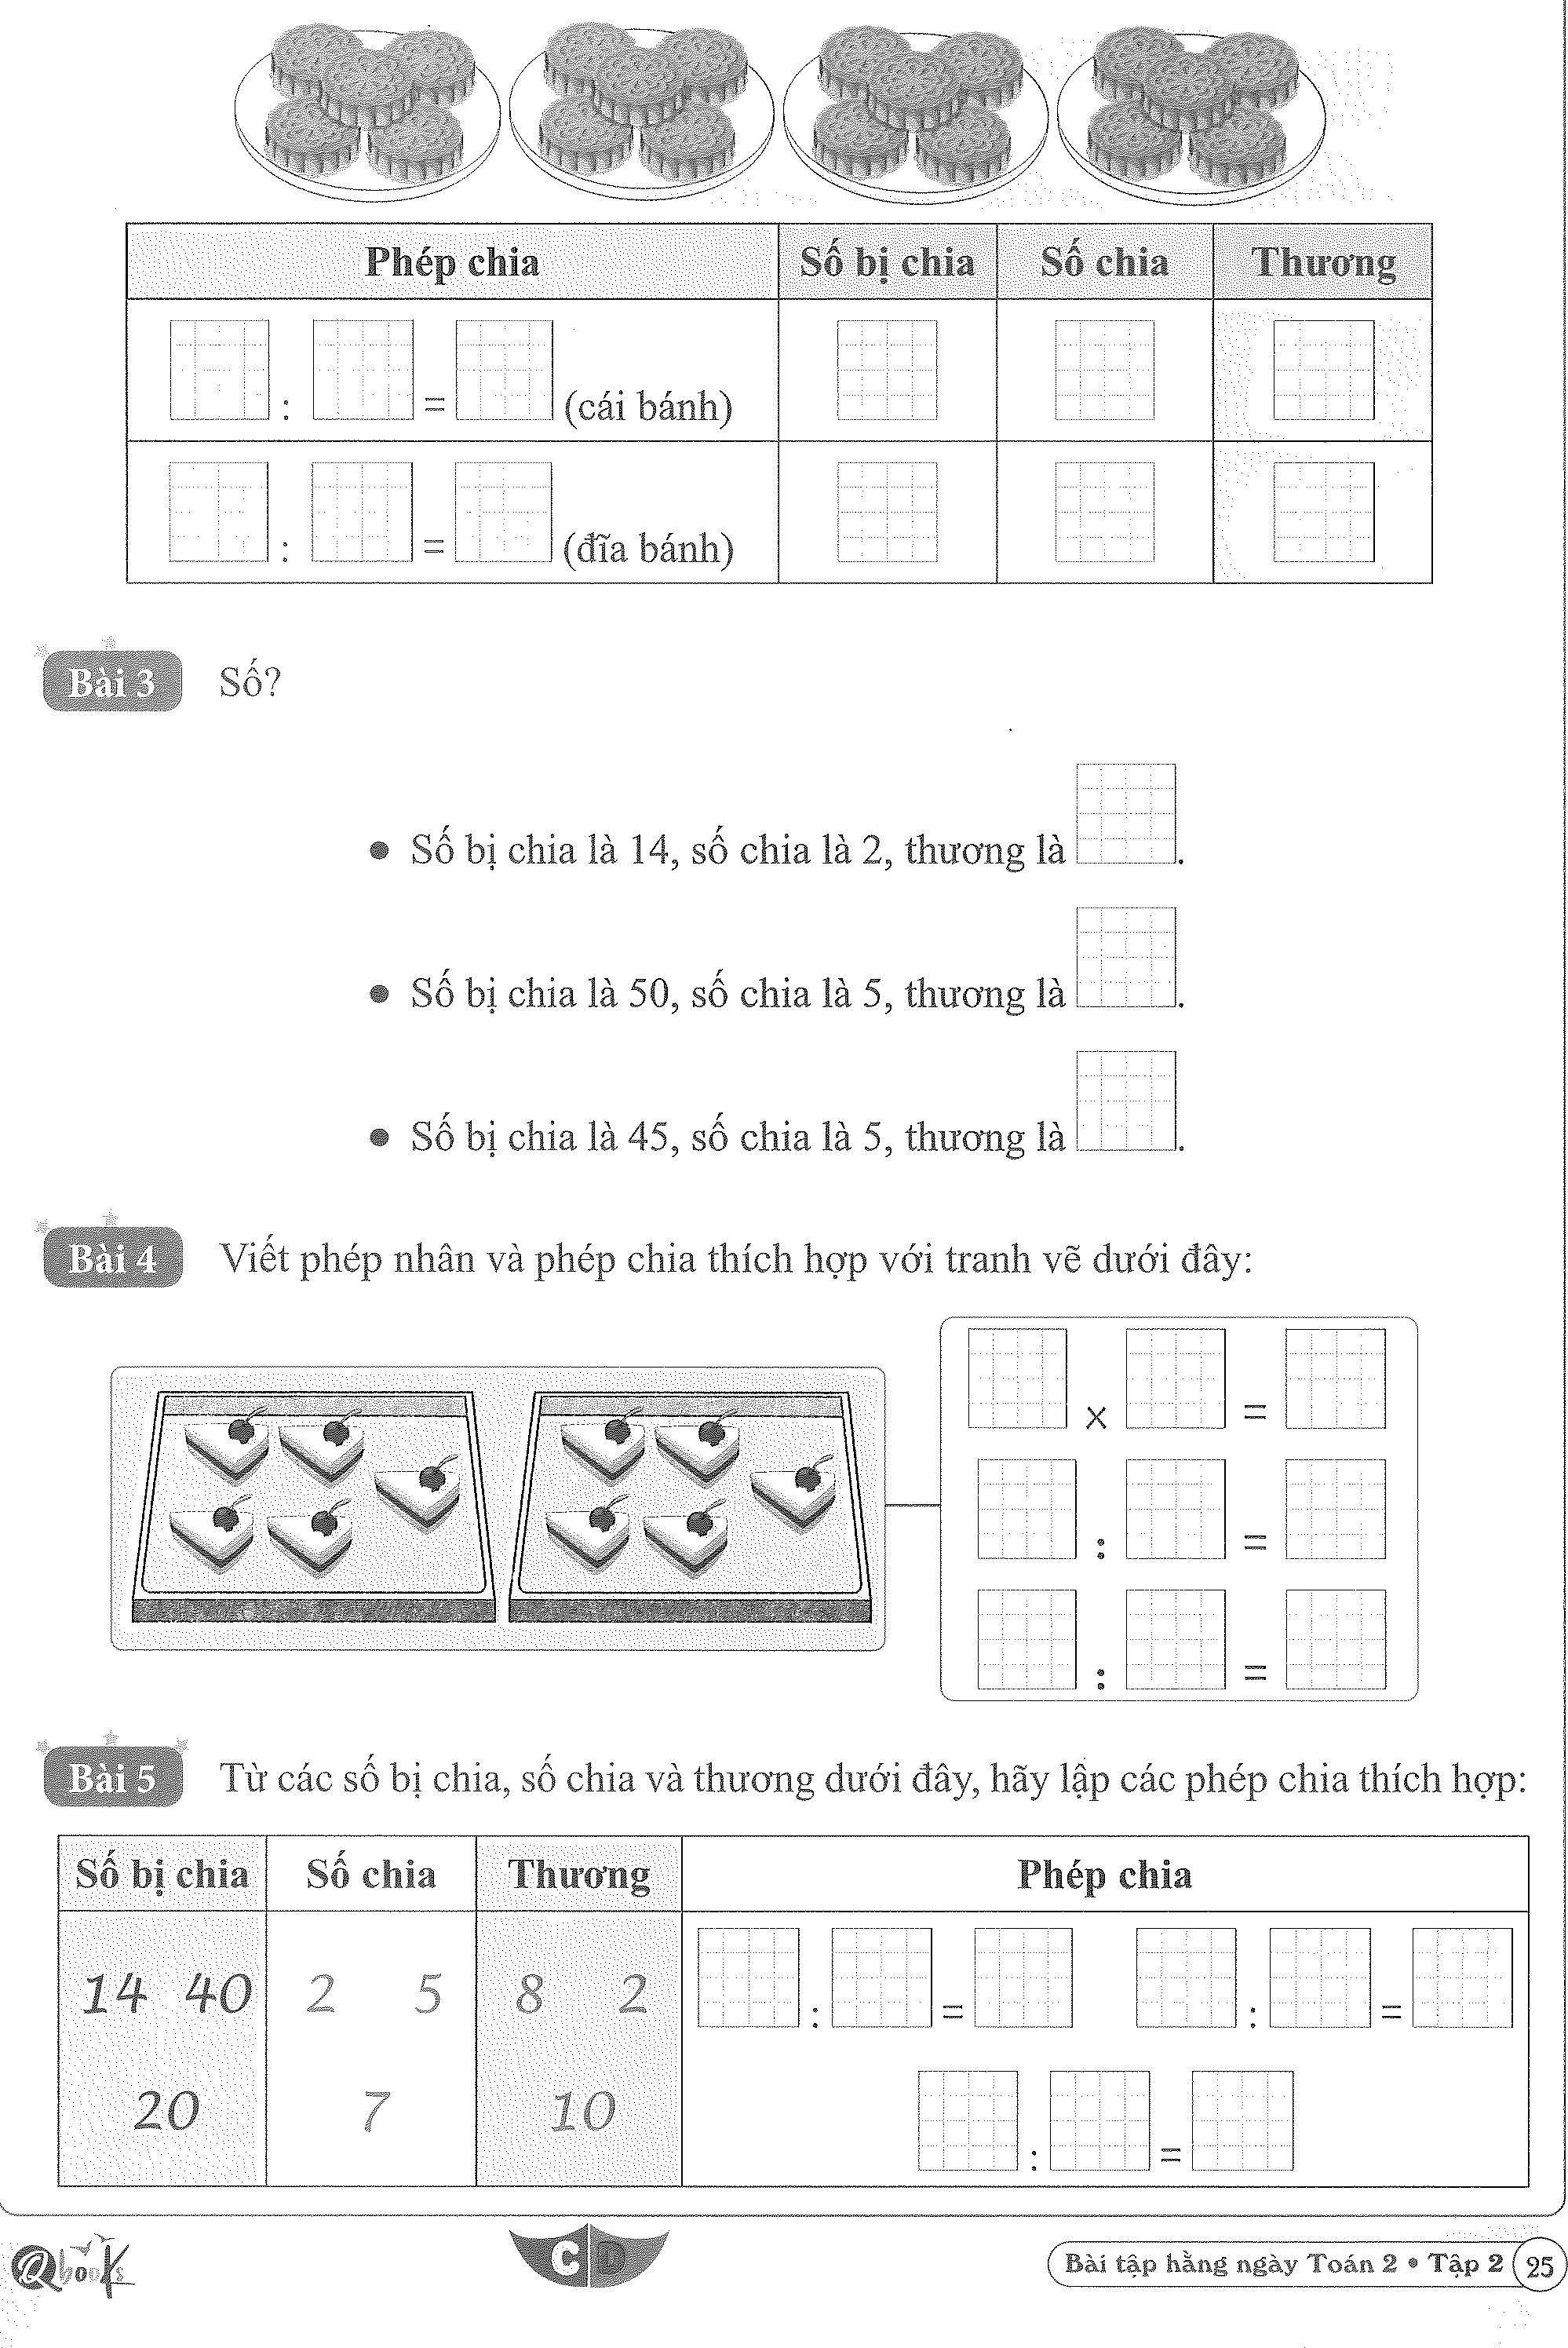 Phép chia Số bị chia Số chia Thương
: = (cái bánh)
: = (đĩa bánh)
Bài 3 Số?
• Số bị chia là 14, số chia là 2, thương là .
• Số bị chia là 50, số chia là 5, thương là .
• Số bị chia là 45, số chia là 5, thương là .
Bài 4 Viết phép nhân và phép chia thích hợp với tranh vẽ dưới đây:
× =
: =
: =
Bài 5 Từ các số bị chia, số chia và thương dưới đây, hãy lập các phép chia thích hợp:
Số bị chia Số chia Thương Phép chia
14 40 2 5 8 2 : = : =
20 7 10 : =
Qbooks CD Bài tập hằng ngày Toán 2 • Tập 2 25